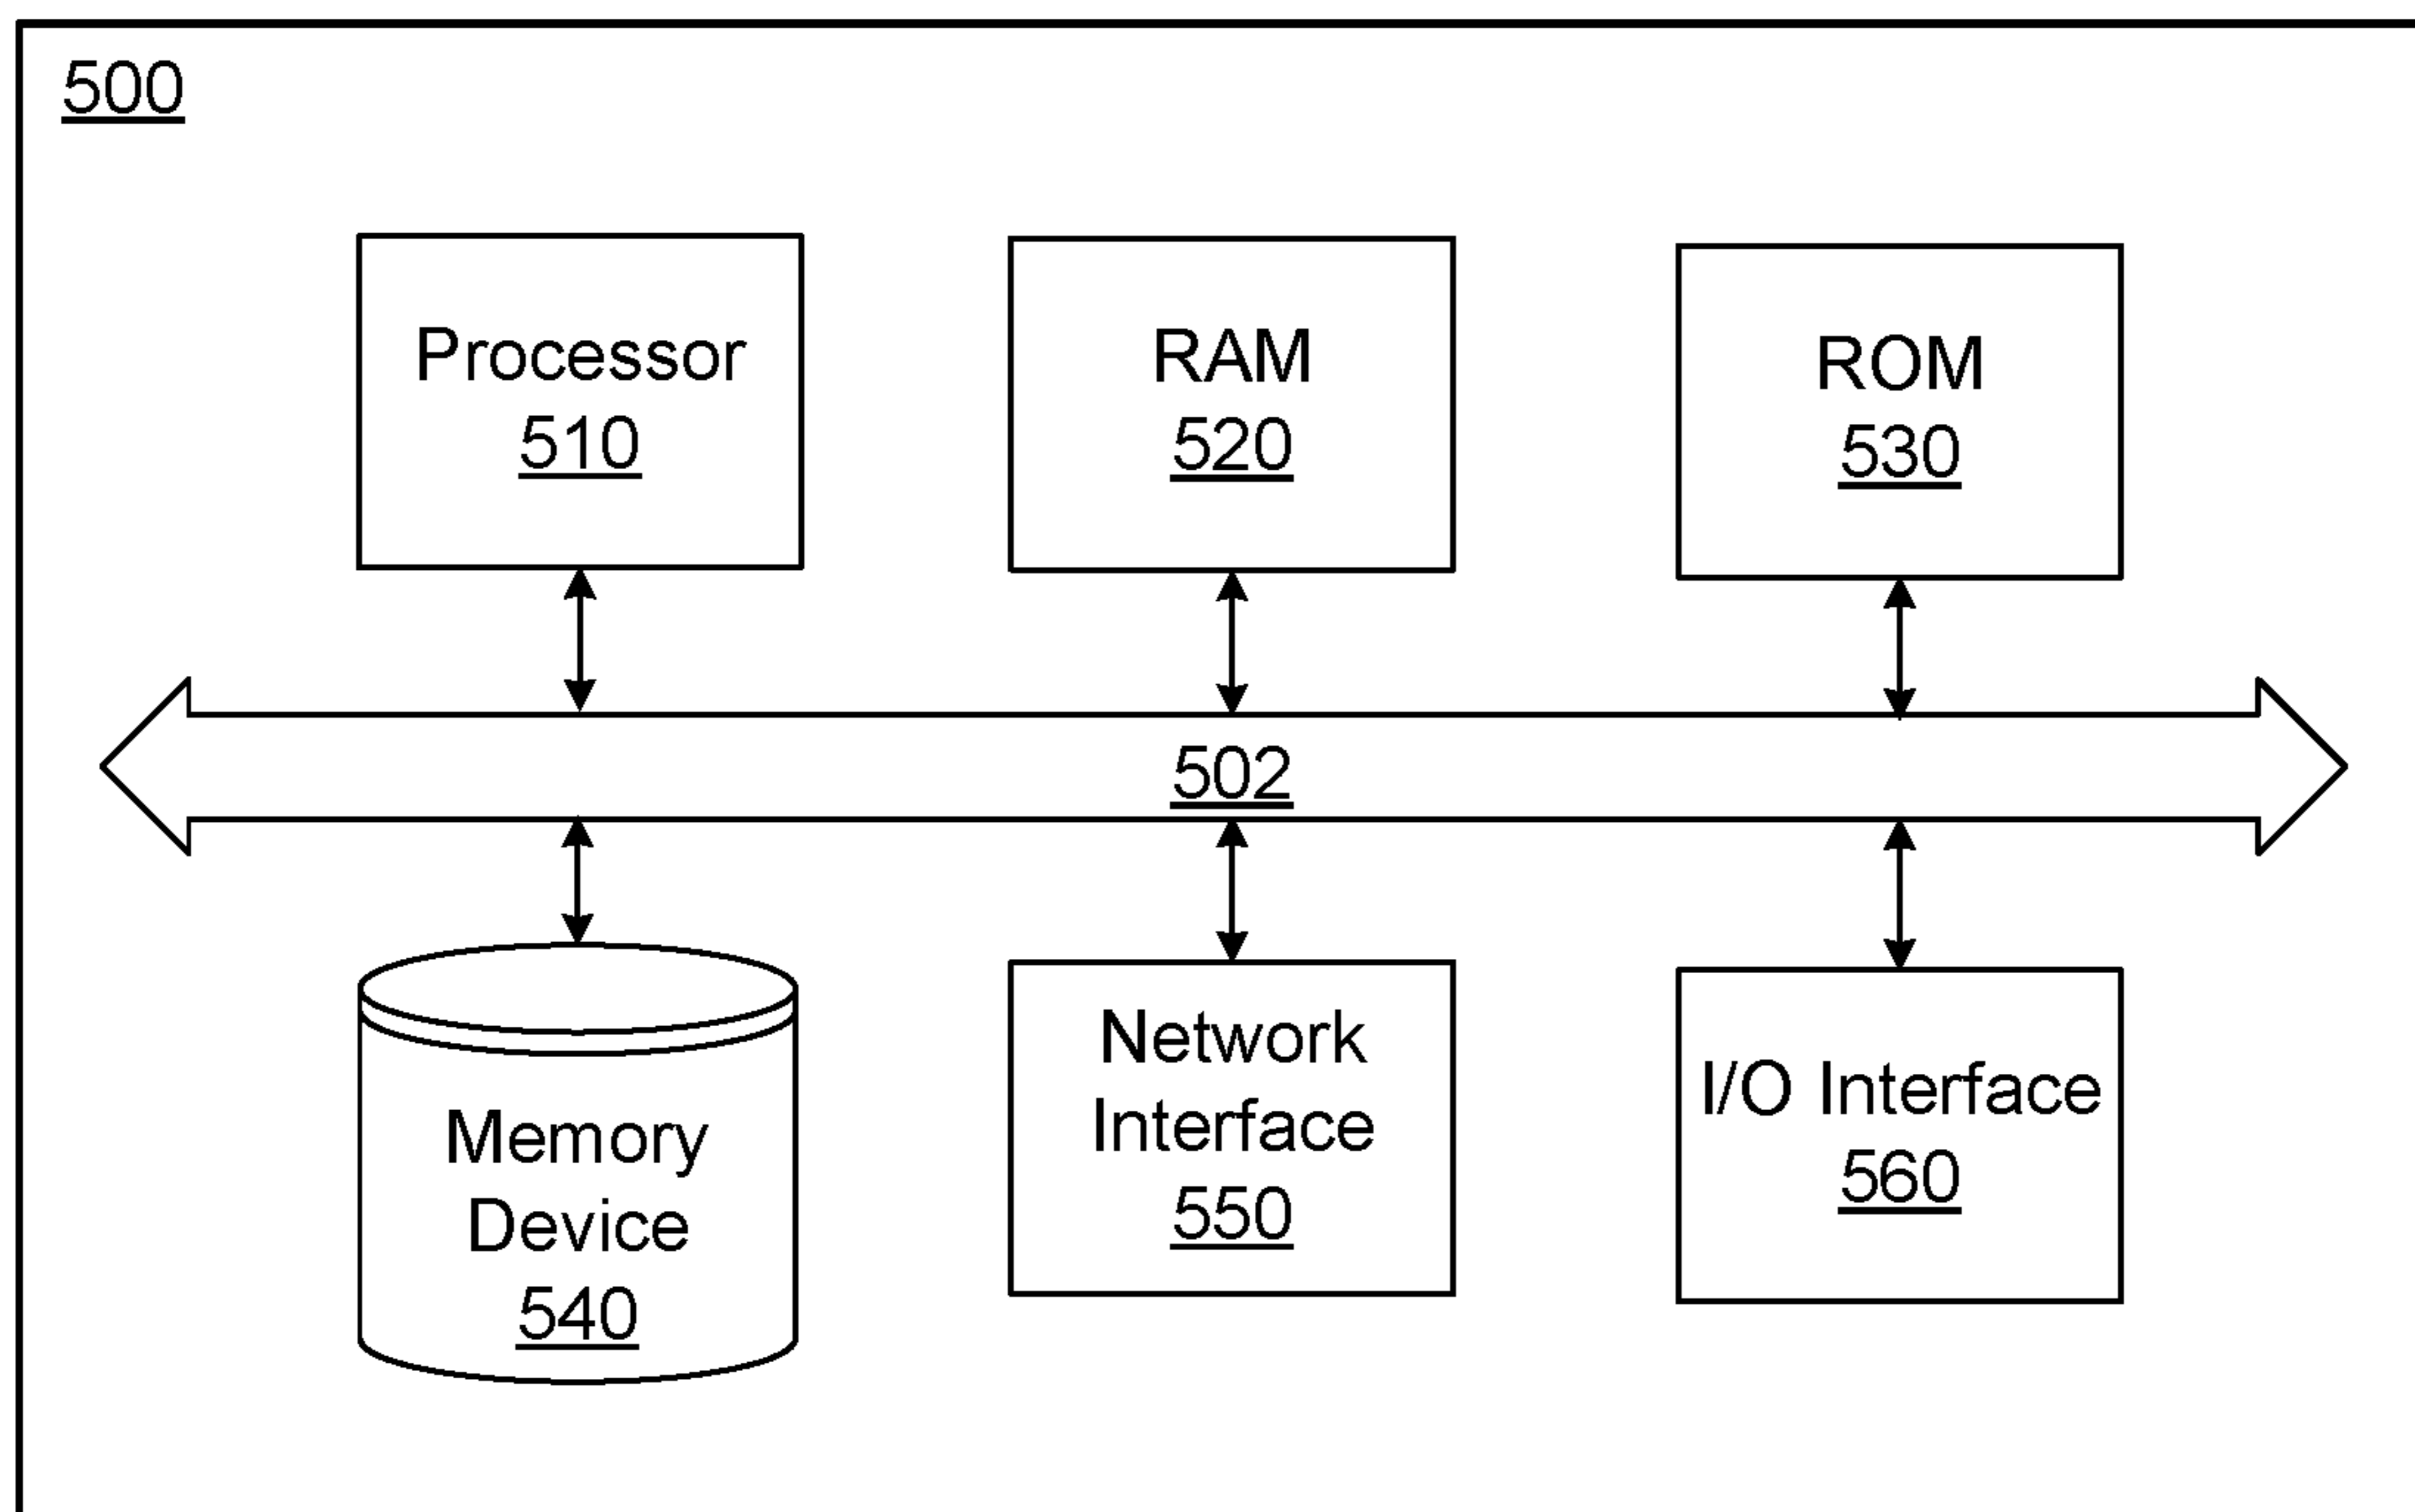 500
Processor
510
RAM
520
ROM
530
502
Memory
Device
540
Network
Interface
550
I/O Interface
560